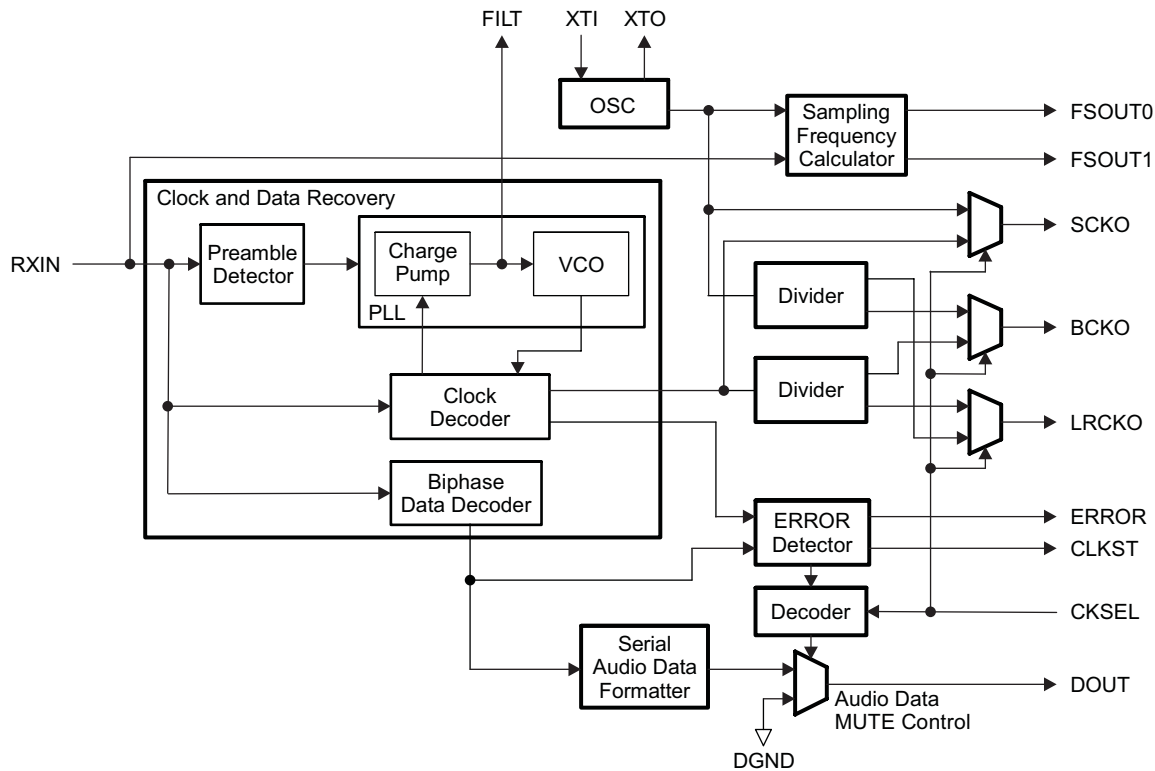 FILT
XTI
XTO
OSC
Sampling
Frequency
Calculator
FSOUT0
FSOUT1
Clock and Data Recovery
RXIN
Preamble
Detector
Charge
Pump
VCO
PLL
SCKO
Divider
BCKO
Divider
Clock
Decoder
LRCKO
Biphase
Data Decoder
ERROR
Detector
ERROR
CLKST
Decoder
CKSEL
Serial
Audio Data
Formatter
DOUT
Audio Data
MUTE Control
DGND